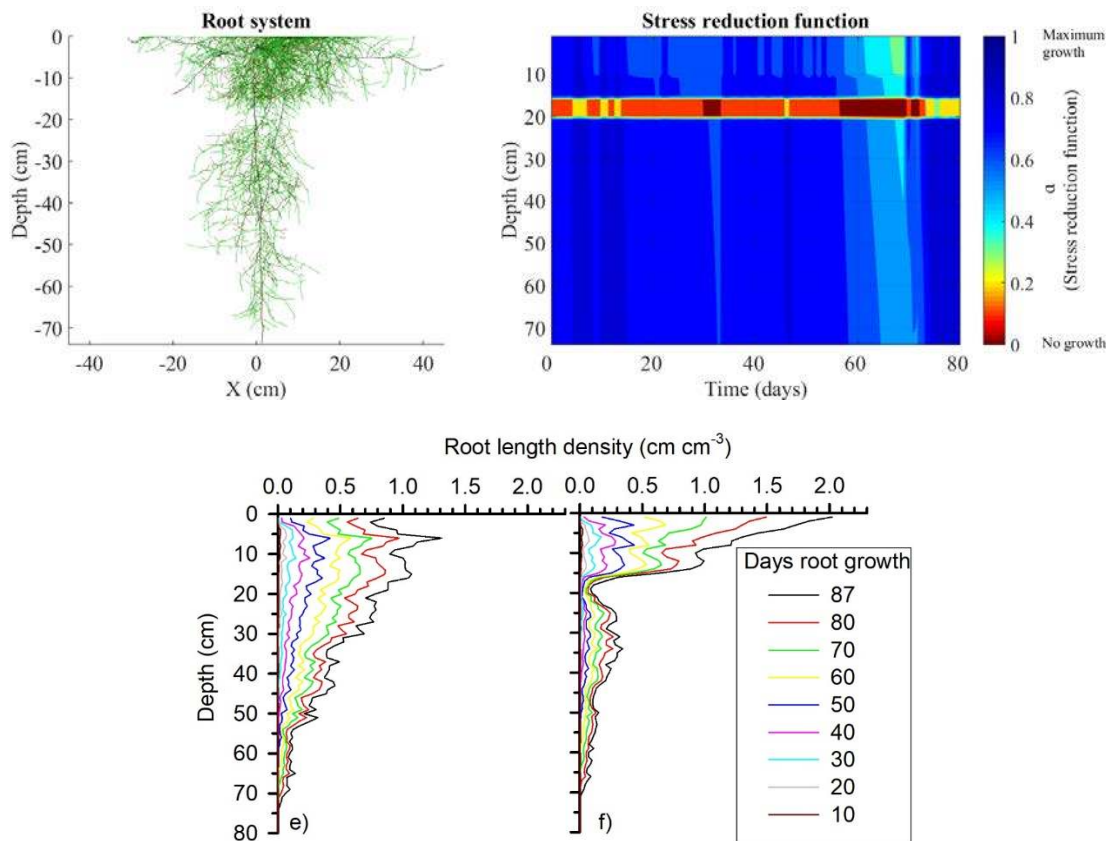 Root system
0
-10
-20
-30
-40
-50
-60
-70
Depth (cm)
-40 -20 0 20 40
X (cm)
Stress reduction function
10
20
30
40
50
60
70
Depth (cm)
0 20 40 60 80
Time (days)
1
0.8
0.6
0.4
0.2
0
Maximum
growth
No growth
α
(Stress reduction function)
Root length density (cm cm⁻³)
0.0 0.5 1.0 1.5 2.0
0.0 0.5 1.0 1.5 2.0
0
10
20
30
40
50
60
70
80
Depth (cm)
e)
f)
Days root growth
87
80
70
60
50
40
30
20
10